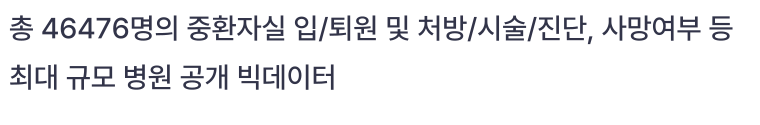 총 46476명의 중환자실 입/퇴원 및 처방/시술/진단, 사망여부 등
최대 규모 병원 공개 빅데이터